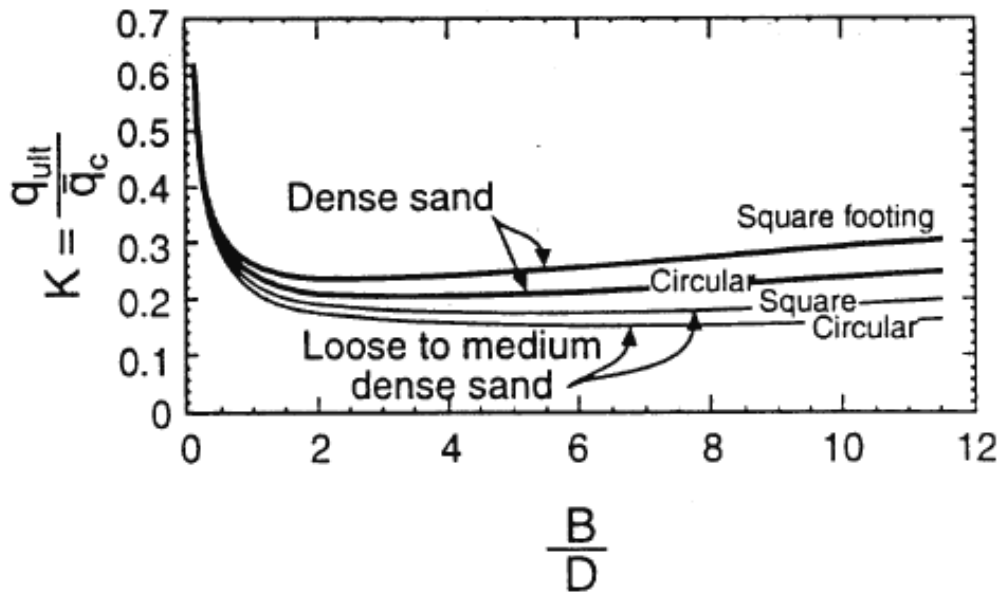 0.7
0.6
0.5
0.4
0.3
0.2
0.1
0
K = q_ult / q̄_c
Dense sand
Square footing
Circular
Square
Circular
Loose to medium
dense sand
0 2 4 6 8 10 12
B
D